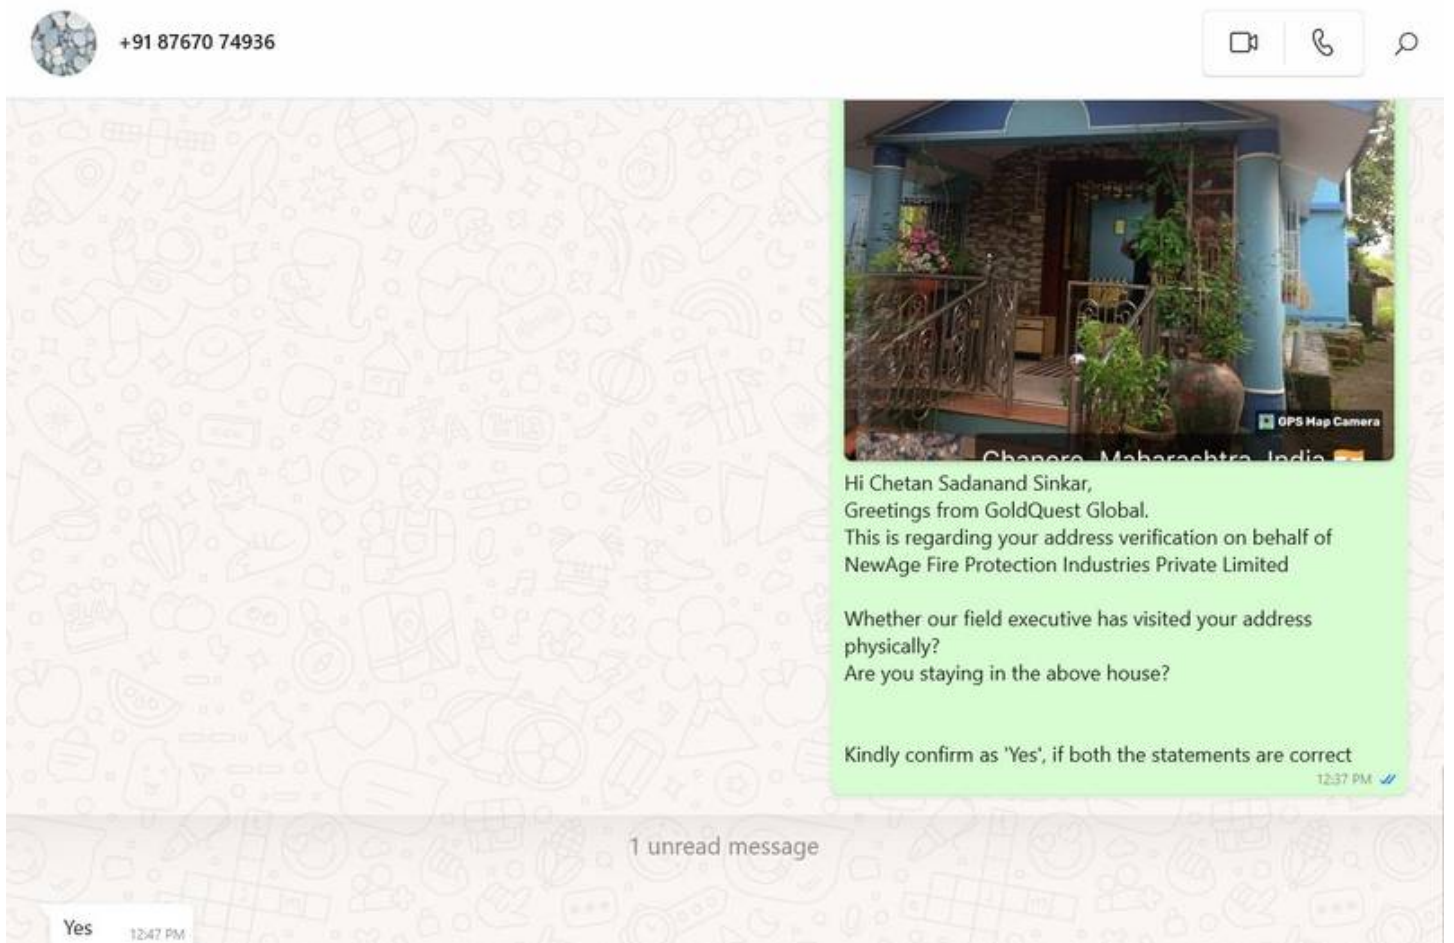 +91 87670 74936
GPS Map Camera
Chanore, Maharashtra, India
Hi Chetan Sadanand Sinkar,
Greetings from GoldQuest Global.
This is regarding your address verification on behalf of
NewAge Fire Protection Industries Private Limited
Whether our field executive has visited your address
physically?
Are you staying in the above house?
Kindly confirm as 'Yes', if both the statements are correct
12:37 PM
1 unread message
Yes
12:47 PM